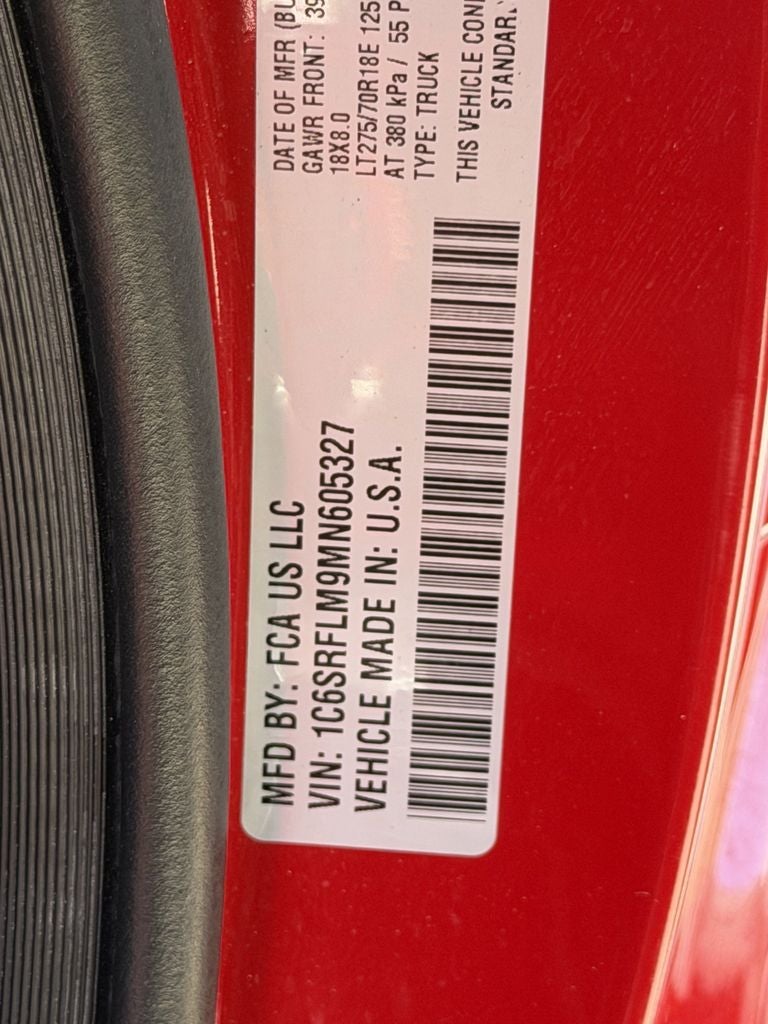 MFD BY: FCA US LLC
VIN: 1C6SRFLM9MN605327
VEHICLE MADE IN: U.S.A.
DATE OF MFR
GAWR FRONT:
18X8.0
LT275/70R18E 125
AT 380 kPa / 55 P
TYPE: TRUCK
THIS VEHICLE